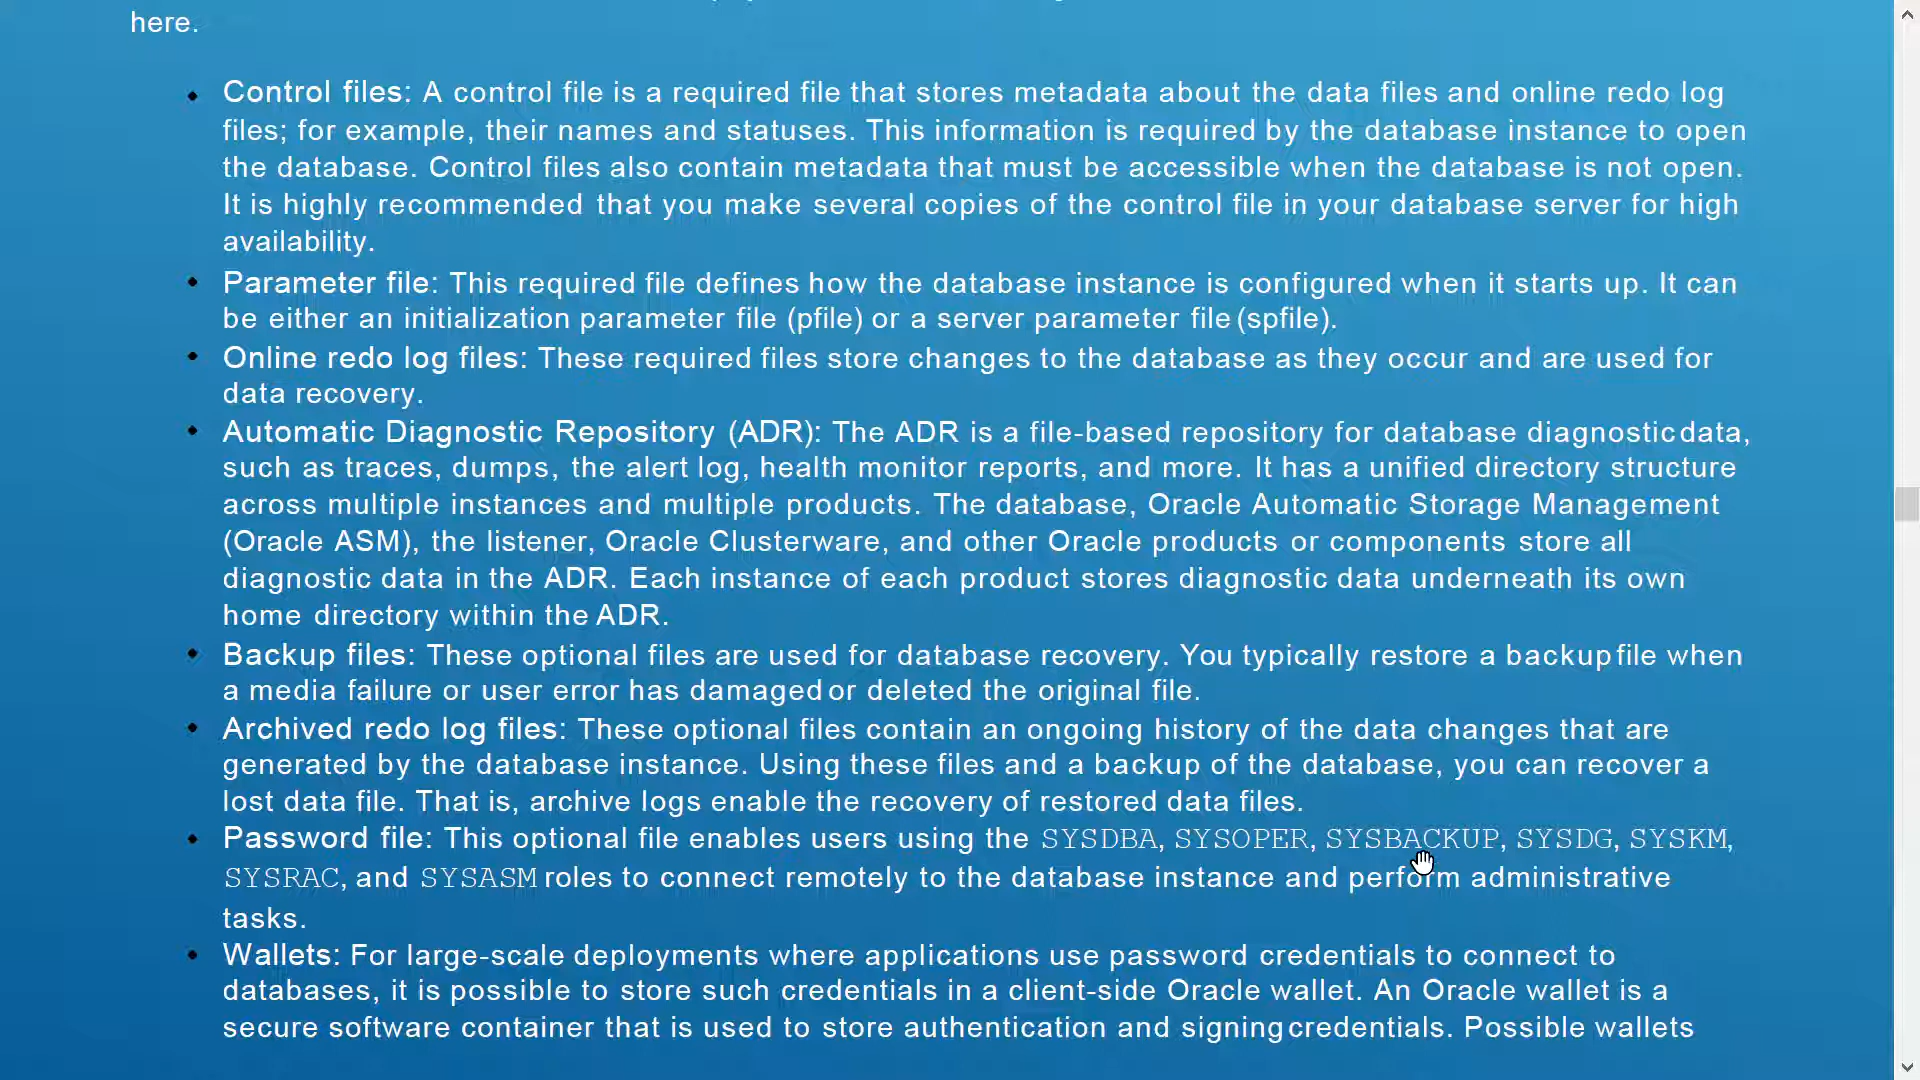 here.
• Control files: A control file is a required file that stores metadata about the data files and online redo log
files; for example, their names and statuses. This information is required by the database instance to open
the database. Control files also contain metadata that must be accessible when the database is not open.
It is highly recommended that you make several copies of the control file in your database server for high
availability.
• Parameter file: This required file defines how the database instance is configured when it starts up. It can
be either an initialization parameter file (pfile) or a server parameter file (spfile).
• Online redo log files: These required files store changes to the database as they occur and are used for
data recovery.
• Automatic Diagnostic Repository (ADR): The ADR is a file-based repository for database diagnostic data,
such as traces, dumps, the alert log, health monitor reports, and more. It has a unified directory structure
across multiple instances and multiple products. The database, Oracle Automatic Storage Management
(Oracle ASM), the listener, Oracle Clusterware, and other Oracle products or components store all
diagnostic data in the ADR. Each instance of each product stores diagnostic data underneath its own
home directory within the ADR.
• Backup files: These optional files are used for database recovery. You typically restore a backup file when
a media failure or user error has damaged or deleted the original file.
• Archived redo log files: These optional files contain an ongoing history of the data changes that are
generated by the database instance. Using these files and a backup of the database, you can recover a
lost data file. That is, archive logs enable the recovery of restored data files.
• Password file: This optional file enables users using the SYSDBA, SYSOPER, SYSBACKUP, SYSDG, SYSKM,
SYSRAC, and SYSASM roles to connect remotely to the database instance and perform administrative
tasks.
• Wallets: For large-scale deployments where applications use password credentials to connect to
databases, it is possible to store such credentials in a client-side Oracle wallet. An Oracle wallet is a
secure software container that is used to store authentication and signing credentials. Possible wallets